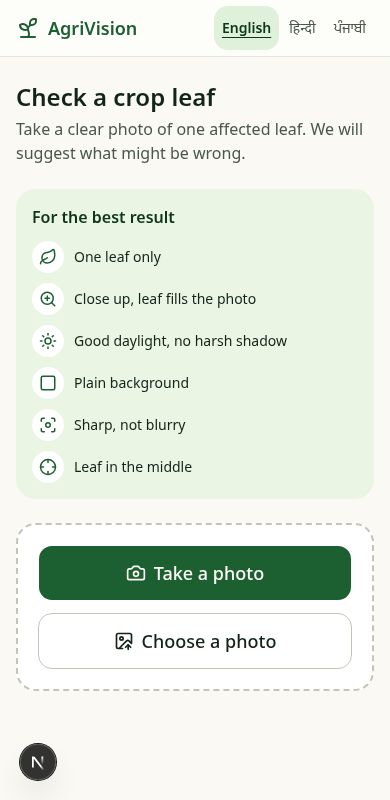 AgriVision
English
हिन्दी
ਪੰਜਾਬੀ
Check a crop leaf
Take a clear photo of one affected leaf. We will
suggest what might be wrong.
For the best result
One leaf only
Close up, leaf fills the photo
Good daylight, no harsh shadow
Plain background
Sharp, not blurry
Leaf in the middle
Take a photo
Choose a photo
N